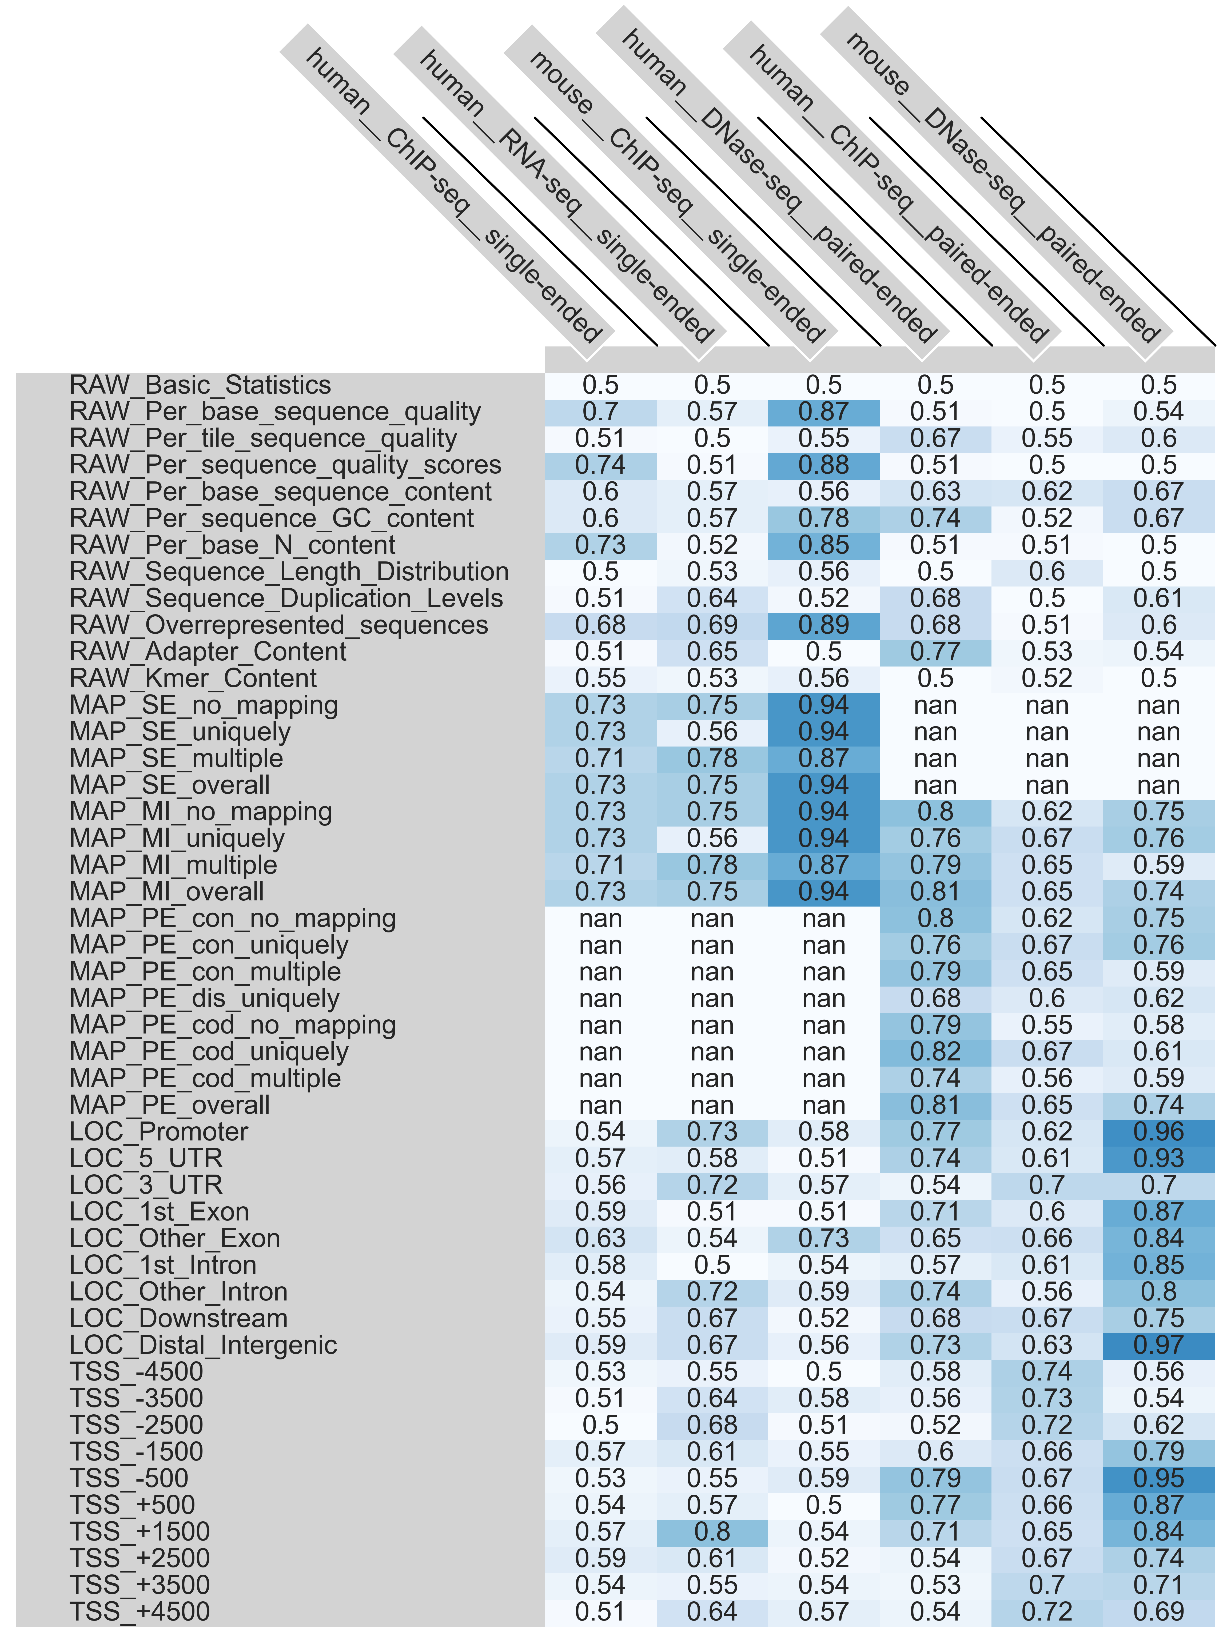 human__ChIP-seq__single-ended
human__RNA-seq__single-ended
mouse__ChIP-seq__single-ended
human__DNase-seq__paired-ended
human__ChIP-seq__paired-ended
mouse__DNase-seq__paired-ended
RAW_Basic_Statistics 0.5 0.5 0.5 0.5 0.5 0.5
RAW_Per_base_sequence_quality 0.7 0.57 0.87 0.51 0.5 0.54
RAW_Per_tile_sequence_quality 0.51 0.5 0.55 0.67 0.55 0.6
RAW_Per_sequence_quality_scores 0.74 0.51 0.88 0.51 0.5 0.5
RAW_Per_base_sequence_content 0.6 0.57 0.56 0.63 0.62 0.67
RAW_Per_sequence_GC_content 0.6 0.57 0.78 0.74 0.52 0.67
RAW_Per_base_N_content 0.73 0.52 0.85 0.51 0.51 0.5
RAW_Sequence_Length_Distribution 0.5 0.53 0.56 0.5 0.6 0.5
RAW_Sequence_Duplication_Levels 0.51 0.64 0.52 0.68 0.5 0.61
RAW_Overrepresented_sequences 0.68 0.69 0.89 0.68 0.51 0.6
RAW_Adapter_Content 0.51 0.65 0.5 0.77 0.53 0.54
RAW_Kmer_Content 0.55 0.53 0.56 0.5 0.52 0.5
MAP_SE_no_mapping 0.73 0.75 0.94 nan nan nan
MAP_SE_uniquely 0.73 0.56 0.94 nan nan nan
MAP_SE_multiple 0.71 0.78 0.87 nan nan nan
MAP_SE_overall 0.73 0.75 0.94 nan nan nan
MAP_MI_no_mapping 0.73 0.75 0.94 0.8 0.62 0.75
MAP_MI_uniquely 0.73 0.56 0.94 0.76 0.67 0.76
MAP_MI_multiple 0.71 0.78 0.87 0.79 0.65 0.59
MAP_MI_overall 0.73 0.75 0.94 0.81 0.65 0.74
MAP_PE_con_no_mapping nan nan nan 0.8 0.62 0.75
MAP_PE_con_uniquely nan nan nan 0.76 0.67 0.76
MAP_PE_con_multiple nan nan nan 0.79 0.65 0.59
MAP_PE_dis_uniquely nan nan nan 0.68 0.6 0.62
MAP_PE_cod_no_mapping nan nan nan 0.79 0.55 0.58
MAP_PE_cod_uniquely nan nan nan 0.82 0.67 0.61
MAP_PE_cod_multiple nan nan nan 0.74 0.56 0.59
MAP_PE_overall nan nan nan 0.81 0.65 0.74
LOC_Promoter 0.54 0.73 0.58 0.77 0.62 0.96
LOC_5_UTR 0.57 0.58 0.51 0.74 0.61 0.93
LOC_3_UTR 0.56 0.72 0.57 0.54 0.7 0.7
LOC_1st_Exon 0.59 0.51 0.51 0.71 0.6 0.87
LOC_Other_Exon 0.63 0.54 0.73 0.65 0.66 0.84
LOC_1st_Intron 0.58 0.5 0.54 0.57 0.61 0.85
LOC_Other_Intron 0.54 0.72 0.59 0.74 0.56 0.8
LOC_Downstream 0.55 0.67 0.52 0.68 0.67 0.75
LOC_Distal_Intergenic 0.59 0.67 0.56 0.73 0.63 0.97
TSS_-4500 0.53 0.55 0.5 0.58 0.74 0.56
TSS_-3500 0.51 0.64 0.58 0.56 0.73 0.54
TSS_-2500 0.5 0.68 0.51 0.52 0.72 0.62
TSS_-1500 0.57 0.61 0.55 0.6 0.66 0.79
TSS_-500 0.53 0.55 0.59 0.79 0.67 0.95
TSS_+500 0.54 0.57 0.5 0.77 0.66 0.87
TSS_+1500 0.57 0.8 0.54 0.71 0.65 0.84
TSS_+2500 0.59 0.61 0.52 0.54 0.67 0.74
TSS_+3500 0.54 0.55 0.54 0.53 0.7 0.71
TSS_+4500 0.51 0.64 0.57 0.54 0.72 0.69